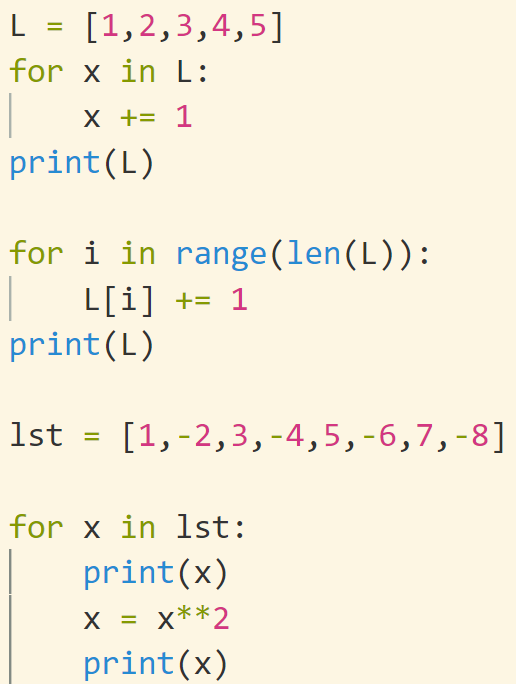 L = [1,2,3,4,5]
for x in L:
    x += 1
print(L)

for i in range(len(L)):
    L[i] += 1
print(L)

lst = [1,-2,3,-4,5,-6,7,-8]

for x in lst:
    print(x)
    x = x**2
    print(x)